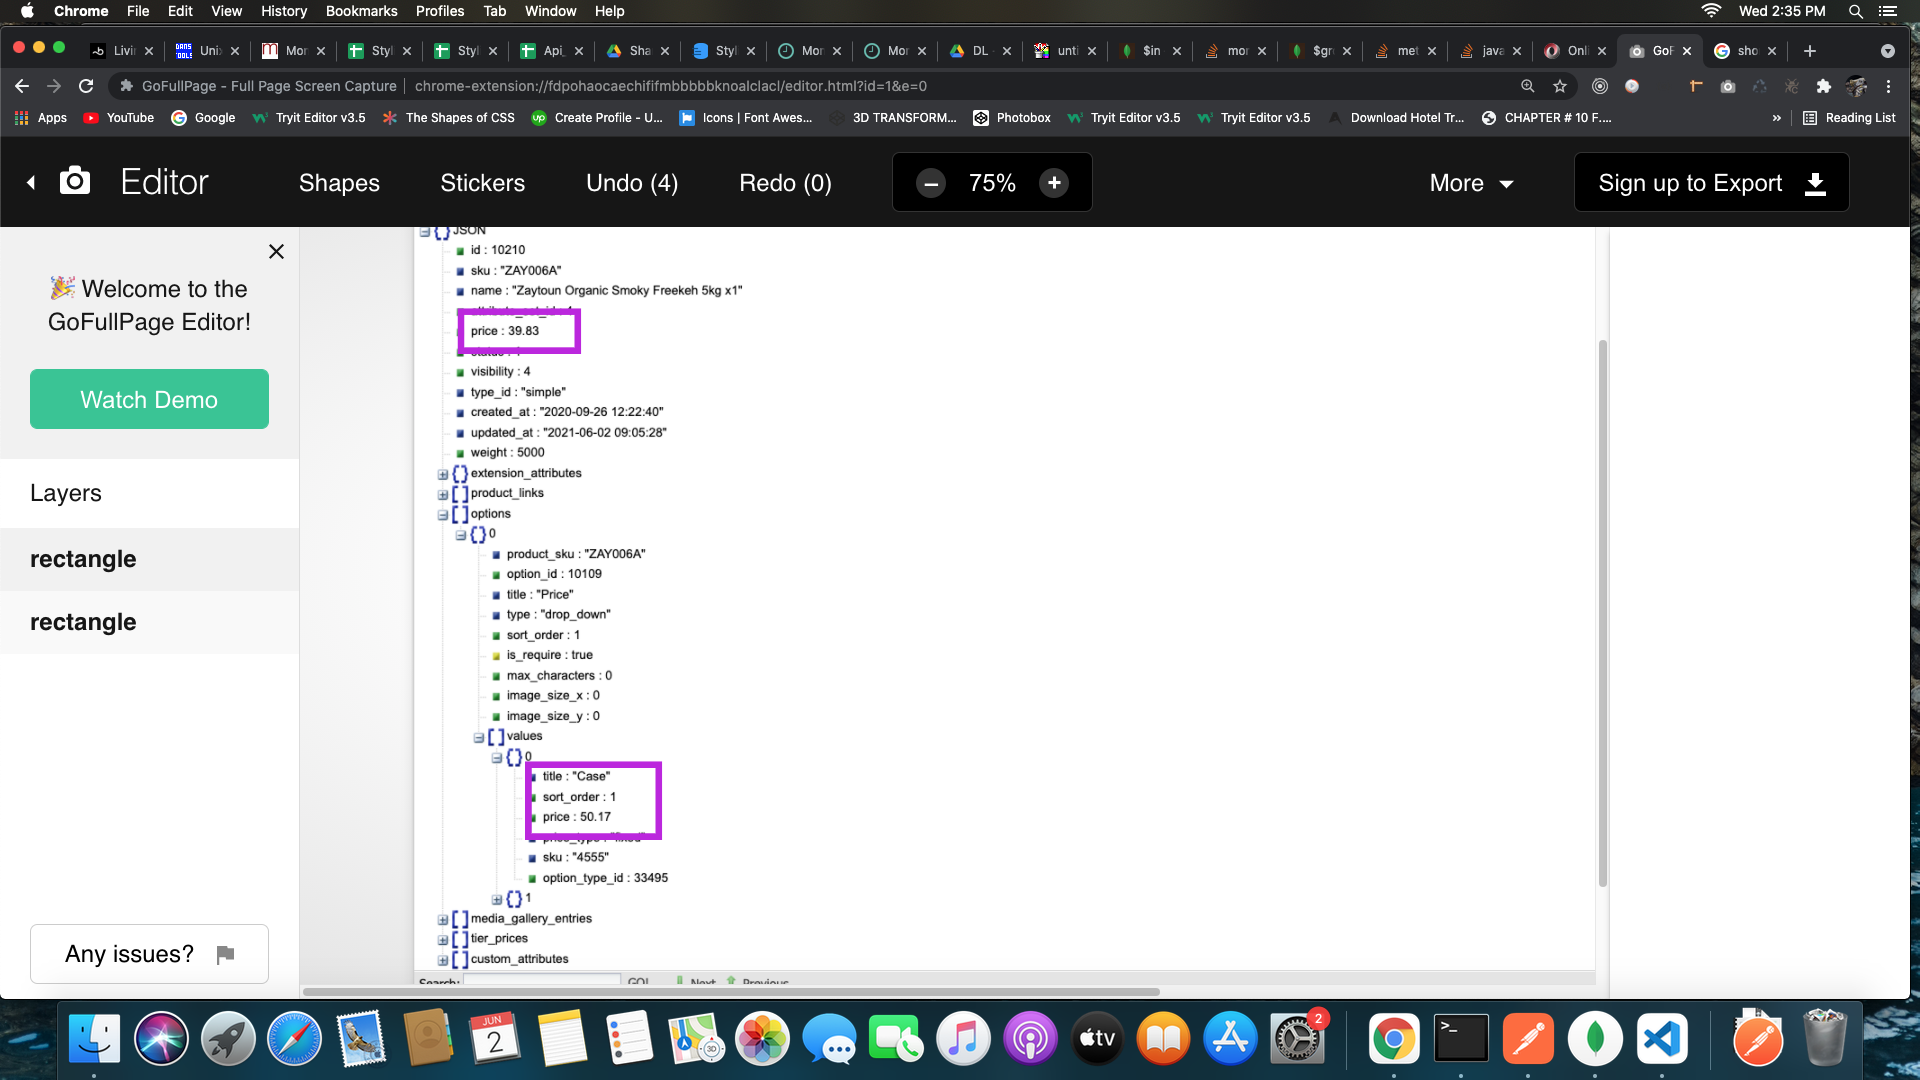 Chrome File Edit View History Bookmarks Profiles Tab Window Help Wed 2:35 PM
Livi Unix Mor Styl Styl Api_ Sha Styl Mor Mor DL - unti $in mor $gr met java Onli GoF sho
GoFullPage - Full Page Screen Capture chrome-extension://fdpohaocaechififmbbbbbknoalclacl/editor.html?id=1&e=0
Apps YouTube Google Tryit Editor v3.5 The Shapes of CSS Create Profile - U... Icons | Font Awes... 3D TRANSFORM... Photobox Tryit Editor v3.5 Tryit Editor v3.5 Download Hotel Tr... CHAPTER # 10 F.... » Reading List
Editor Shapes Stickers Undo (4) Redo (0) – 75% + More Sign up to Export
Welcome to the
GoFullPage Editor!
Watch Demo
Layers
rectangle
rectangle
Any issues?
JSON
id : 10210
sku : "ZAY006A"
name : "Zaytoun Organic Smoky Freekeh 5kg x1"
price : 39.83
visibility : 4
type_id : "simple"
created_at : "2020-09-26 12:22:40"
updated_at : "2021-06-02 09:05:28"
weight : 5000
extension_attributes
product_links
options
0
product_sku : "ZAY006A"
option_id : 10109
title : "Price"
type : "drop_down"
sort_order : 1
is_require : true
max_characters : 0
image_size_x : 0
image_size_y : 0
values
0
title : "Case"
sort_order : 1
price : 50.17
sku : "4555"
option_type_id : 33495
1
media_gallery_entries
tier_prices
custom_attributes
Search: GO! Next Previous
JUN
2
3D
tv
2